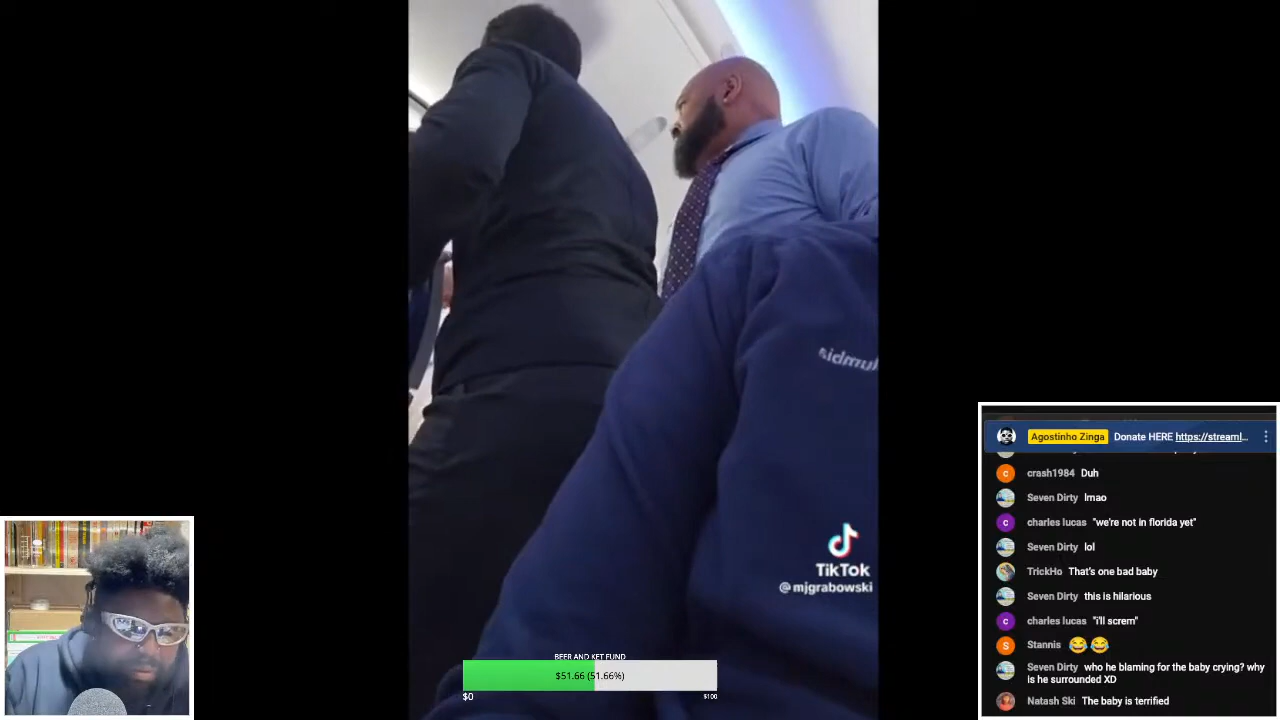 TikTok
@mjgrabowski
BEER AND KET FUND
$51.66 (51.66%)
$0
$100
Agostinho Zinga Donate HERE https://streaml...
crash1984 Duh
Seven Dirty lmao
charles lucas "we're not in florida yet"
Seven Dirty lol
TrickHo That's one bad baby
Seven Dirty this is hilarious
charles lucas "i'll screm"
Stannis 😂😂
Seven Dirty who he blaming for the baby crying? why
is he surrounded XD
Natash Ski The baby is terrified